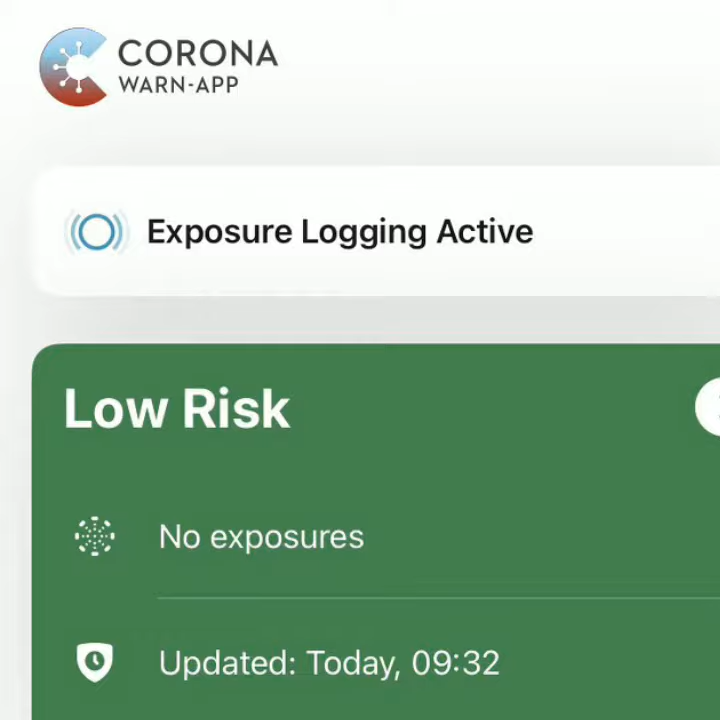 CORONA
WARN-APP
Exposure Logging Active
Low Risk
No exposures
Updated: Today, 09:32